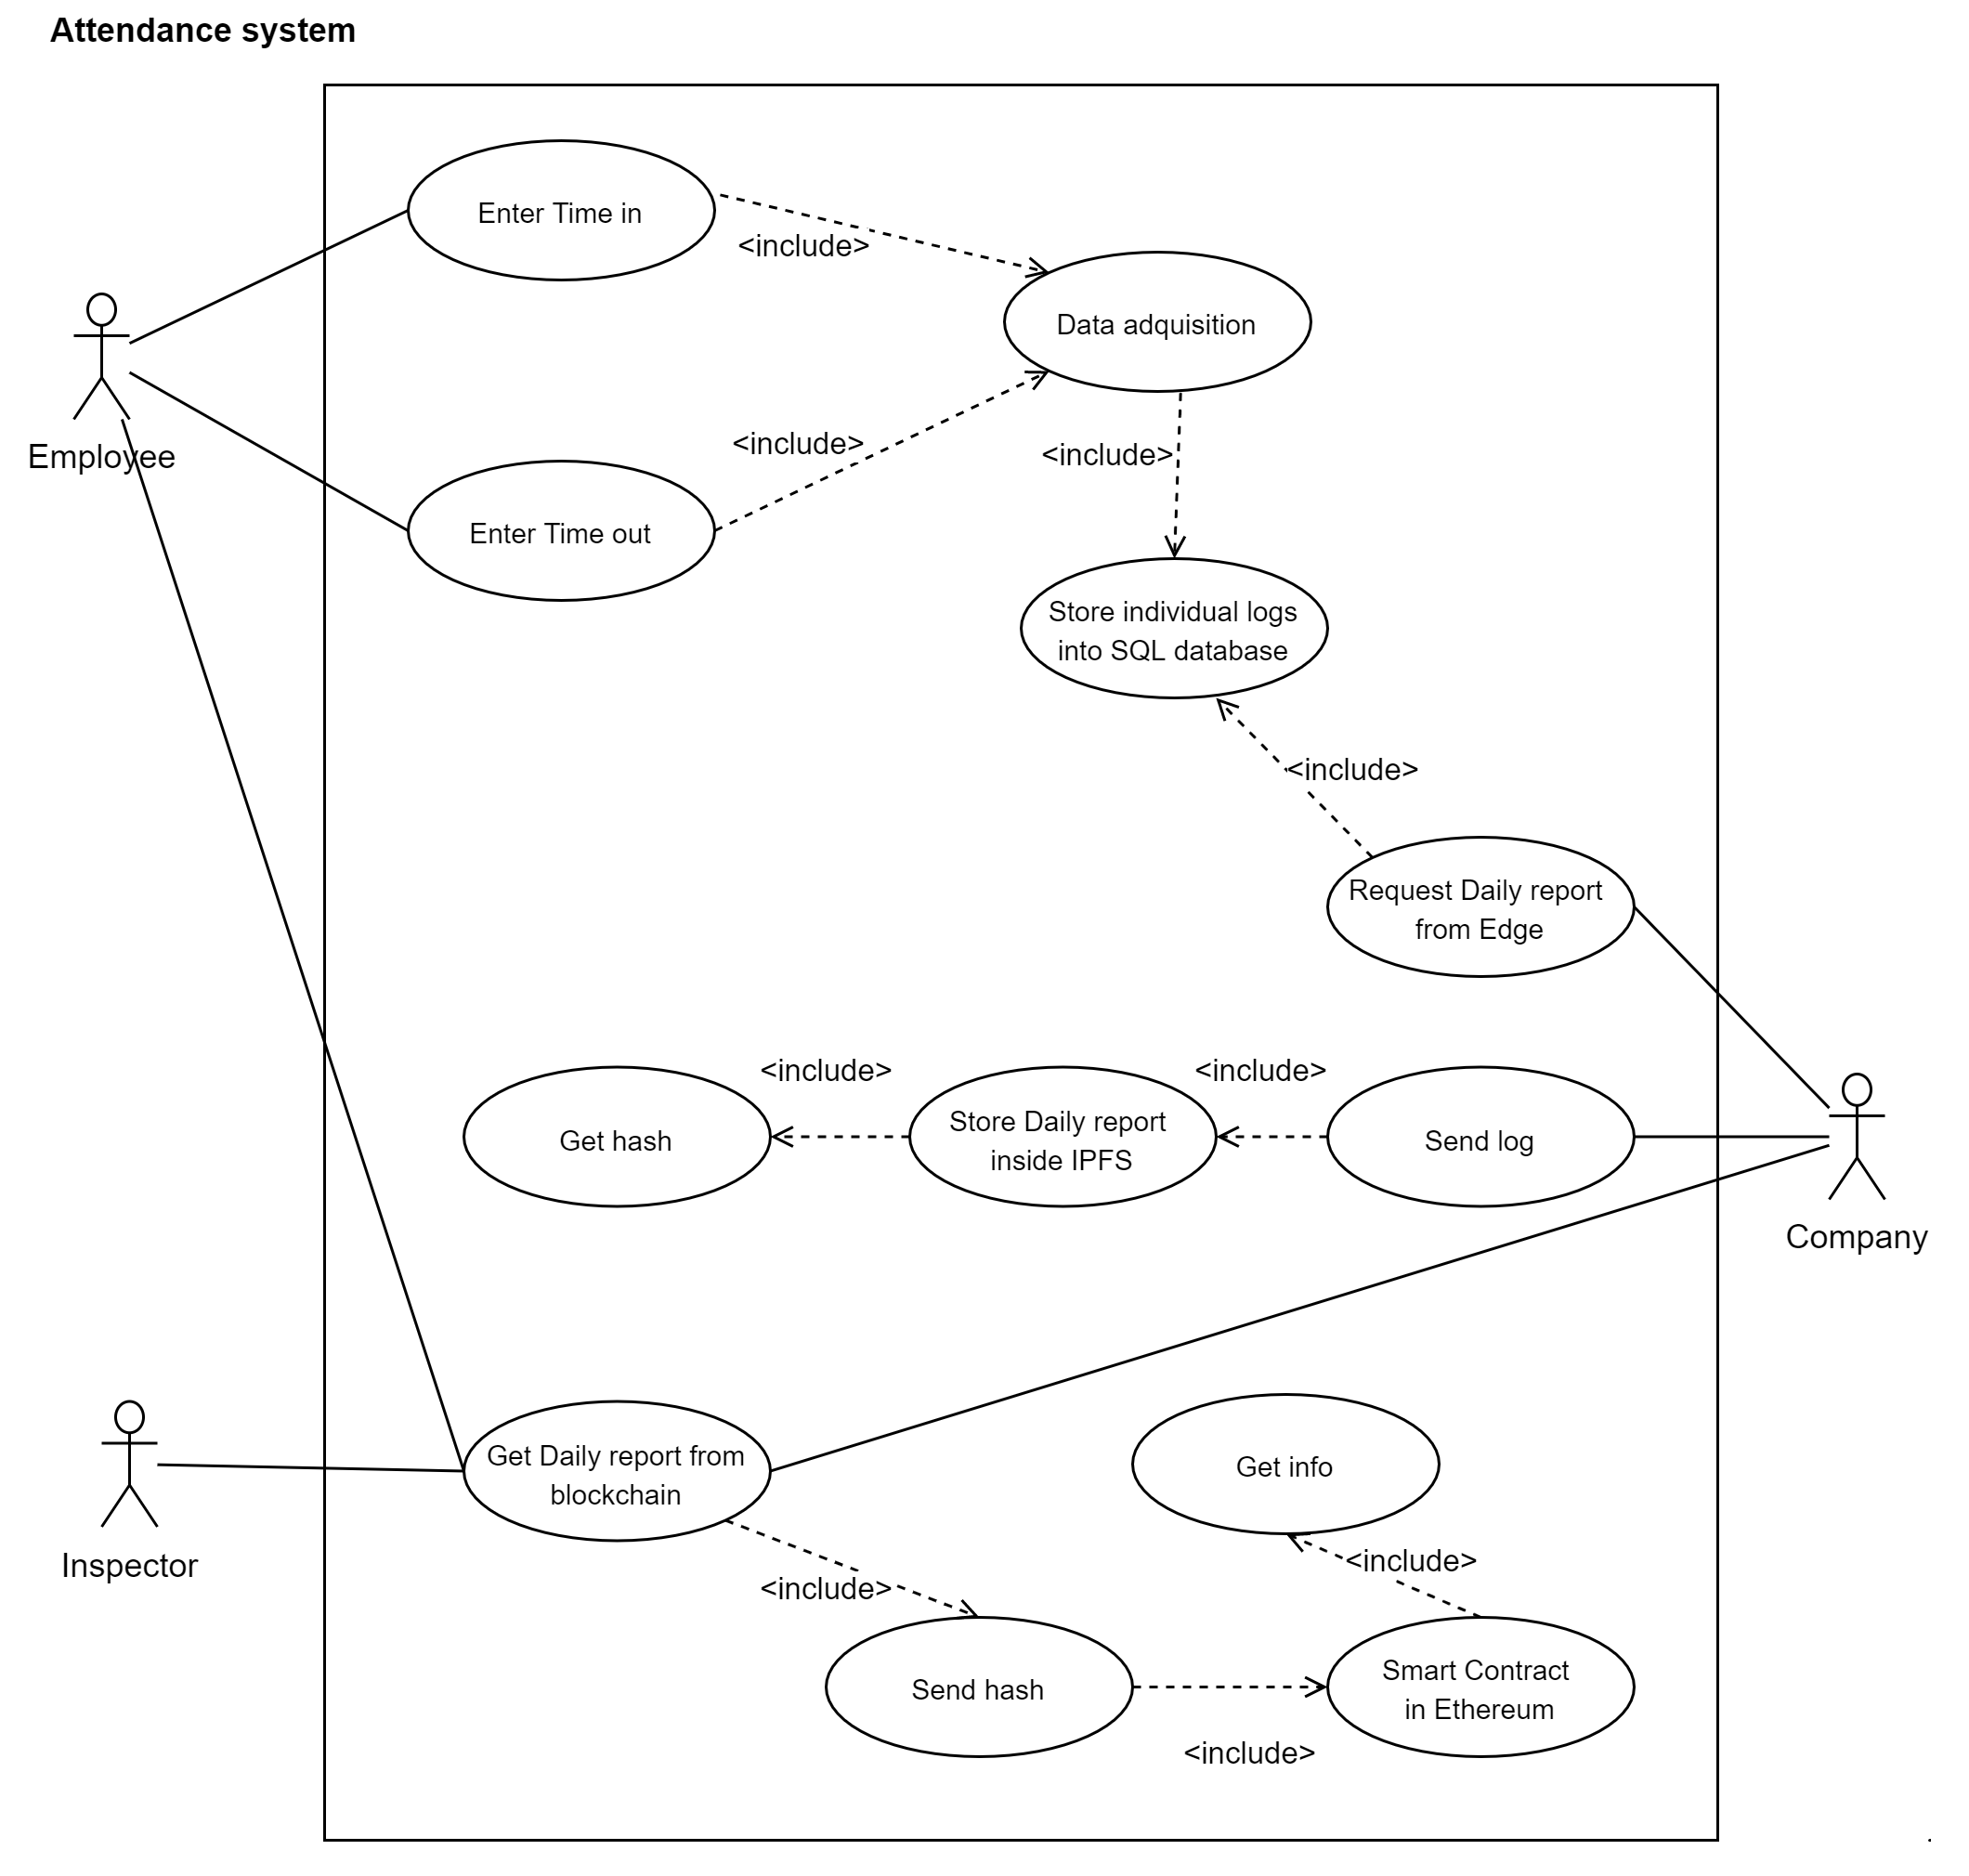 Attendance system
Enter Time in
<include>
Data adquisition
Employee
<include>
<include>
Enter Time out
Store individual logs
into SQL database
<include>
Request Daily report
from Edge
<include>
<include>
Get hash
Store Daily report
inside IPFS
Send log
Company
Get Daily report from
blockchain
Get info
Inspector
<include>
<include>
Send hash
Smart Contract
in Ethereum
<include>